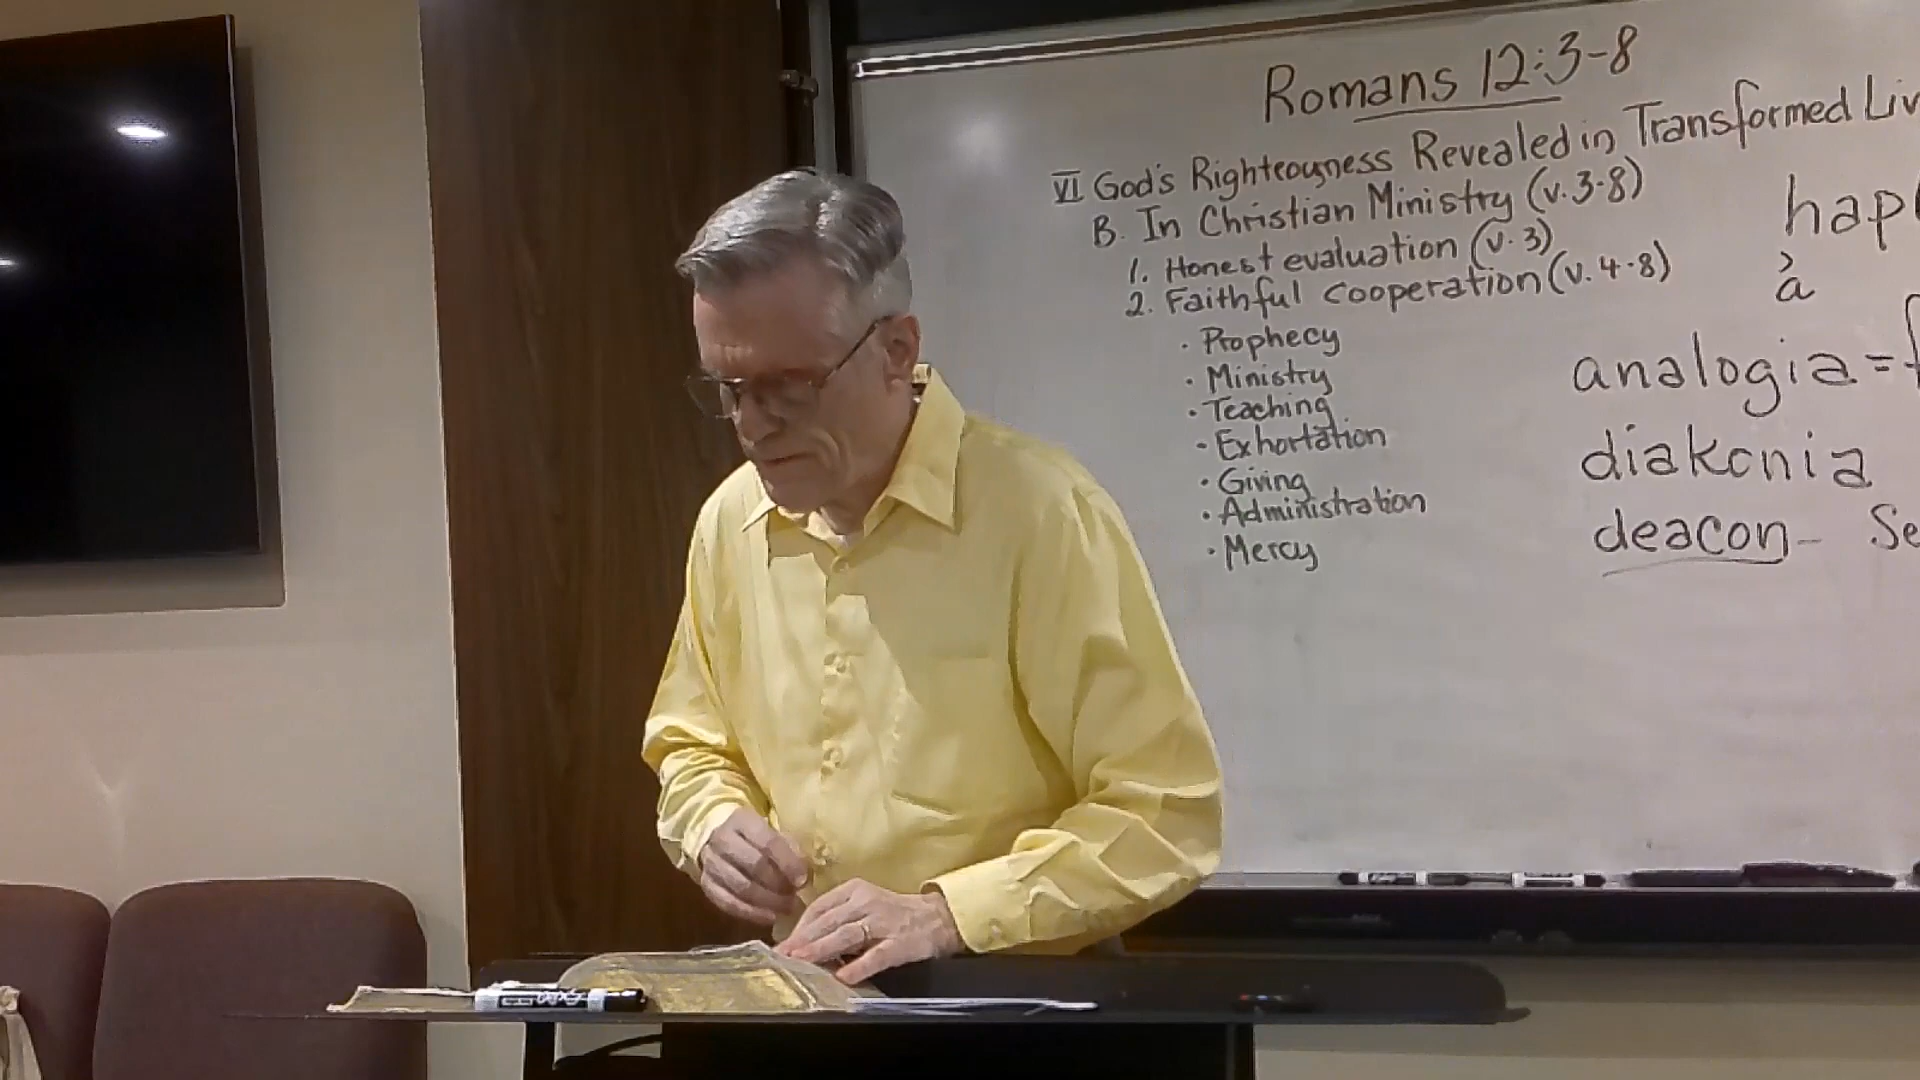 Romans 12:3-8
VI God's Righteousness Revealed in Transformed Liv
B. In Christian Ministry (v. 3-8)
1. Honest evaluation (v. 3)
2. Faithful cooperation (v. 4-8)
· Prophecy
· Ministry
· Teaching
· Exhortation
· Giving
· Administration
· Mercy
hap
a
analogia = f
diakonia
deacon - Se
EXPO